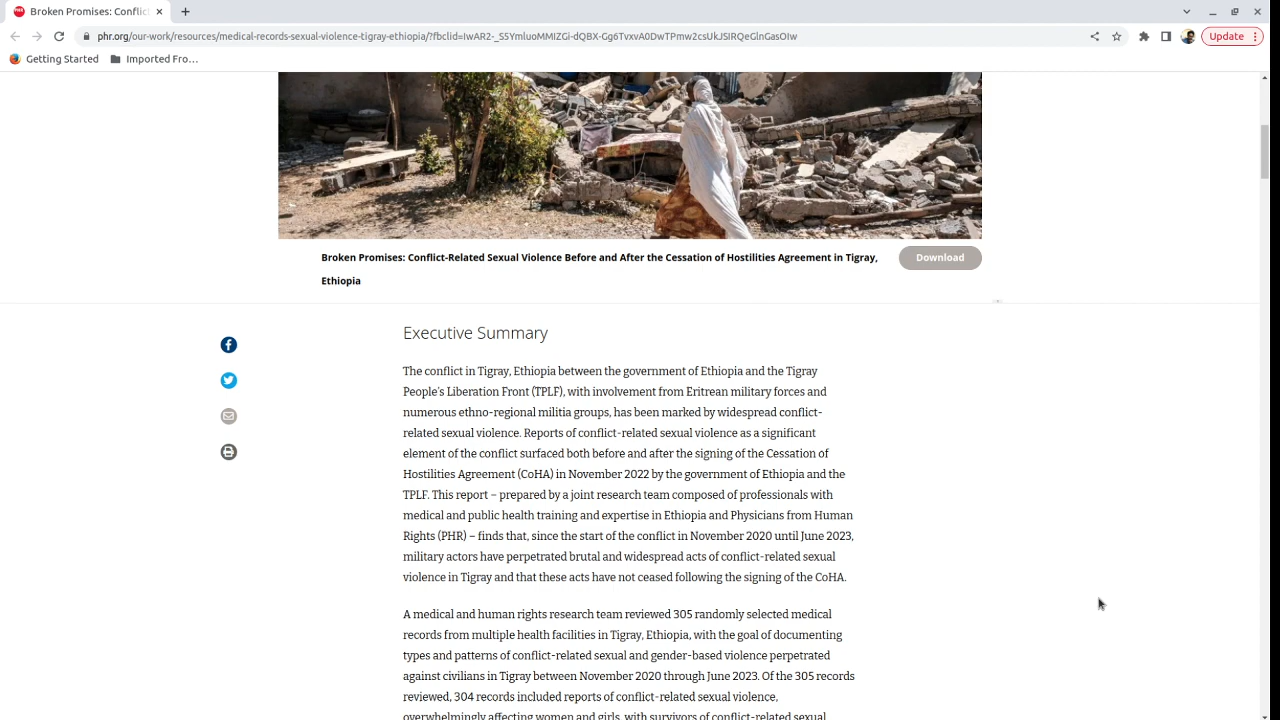 Broken Promises: Conflic
phr.org/our-work/resources/medical-records-sexual-violence-tigray-ethiopia/?fbclid=IwAR2-_S5YmluoMMIZGi-dQBX-Gg6TvxvA0DwTPmw2csUkJSIRQeGlnGasOIw
Update
Getting Started
Imported Fro...
Broken Promises: Conflict-Related Sexual Violence Before and After the Cessation of Hostilities Agreement in Tigray,
Ethiopia
Download
Executive Summary
The conflict in Tigray, Ethiopia between the government of Ethiopia and the Tigray
People's Liberation Front (TPLF), with involvement from Eritrean military forces and
numerous ethno-regional militia groups, has been marked by widespread conflict-
related sexual violence. Reports of conflict-related sexual violence as a significant
element of the conflict surfaced both before and after the signing of the Cessation of
Hostilities Agreement (CoHA) in November 2022 by the government of Ethiopia and the
TPLF. This report – prepared by a joint research team composed of professionals with
medical and public health training and expertise in Ethiopia and Physicians from Human
Rights (PHR) – finds that, since the start of the conflict in November 2020 until June 2023,
military actors have perpetrated brutal and widespread acts of conflict-related sexual
violence in Tigray and that these acts have not ceased following the signing of the CoHA.
A medical and human rights research team reviewed 305 randomly selected medical
records from multiple health facilities in Tigray, Ethiopia, with the goal of documenting
types and patterns of conflict-related sexual and gender-based violence perpetrated
against civilians in Tigray between November 2020 through June 2023. Of the 305 records
reviewed, 304 records included reports of conflict-related sexual violence,
overwhelmingly affecting women and girls, with survivors of conflict-related sexual